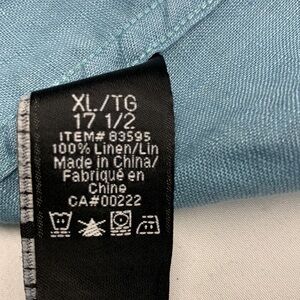 XL/TG
17 1/2
ITEM# 83595
100% Linen/Lin
Made in China/
Fabriqué en
Chine
CA#00222